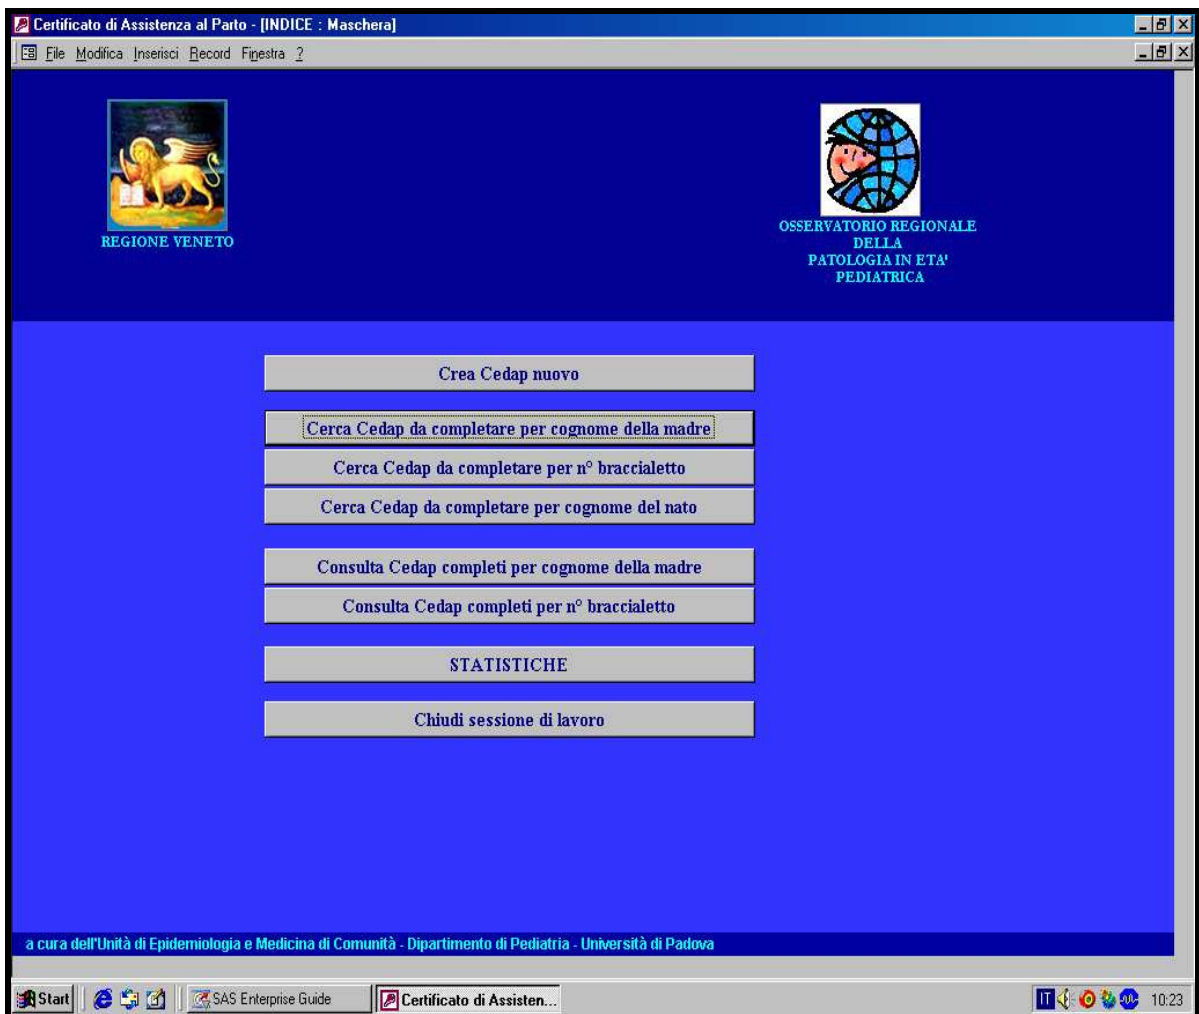 Certificato di Assistenza al Parto - [INDICE : Maschera]
File Modifica Inserisci Record Finestra ?
REGIONE VENETO
OSSERVATORIO REGIONALE
DELLA
PATOLOGIA IN ETA'
PEDIATRICA
Crea Cedap nuovo
Cerca Cedap da completare per cognome della madre
Cerca Cedap da completare per n° braccialetto
Cerca Cedap da completare per cognome del nato
Consulta Cedap completi per cognome della madre
Consulta Cedap completi per n° braccialetto
STATISTICHE
Chiudi sessione di lavoro
a cura dell'Unità di Epidemiologia e Medicina di Comunità - Dipartimento di Pediatria - Università di Padova
Start SAS Enterprise Guide Certificato di Assisten... IT 10:23